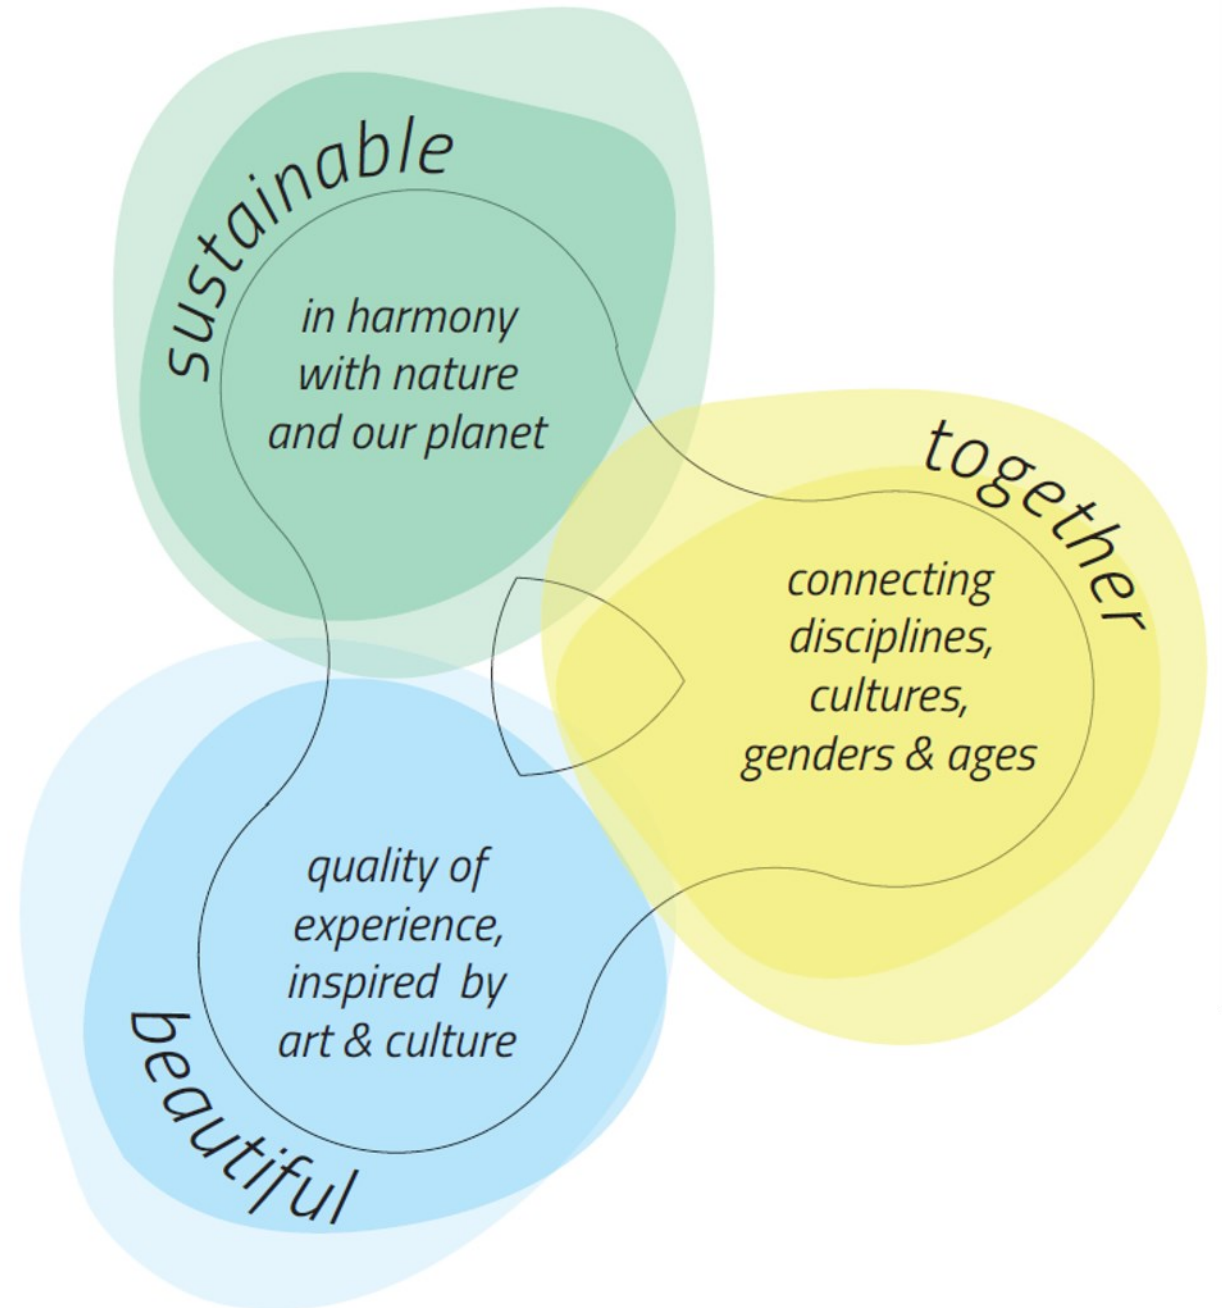 sustainable
in harmony
with nature
and our planet
together
connecting
disciplines,
cultures,
genders & ages
quality of
experience,
inspired by
art & culture
beautiful